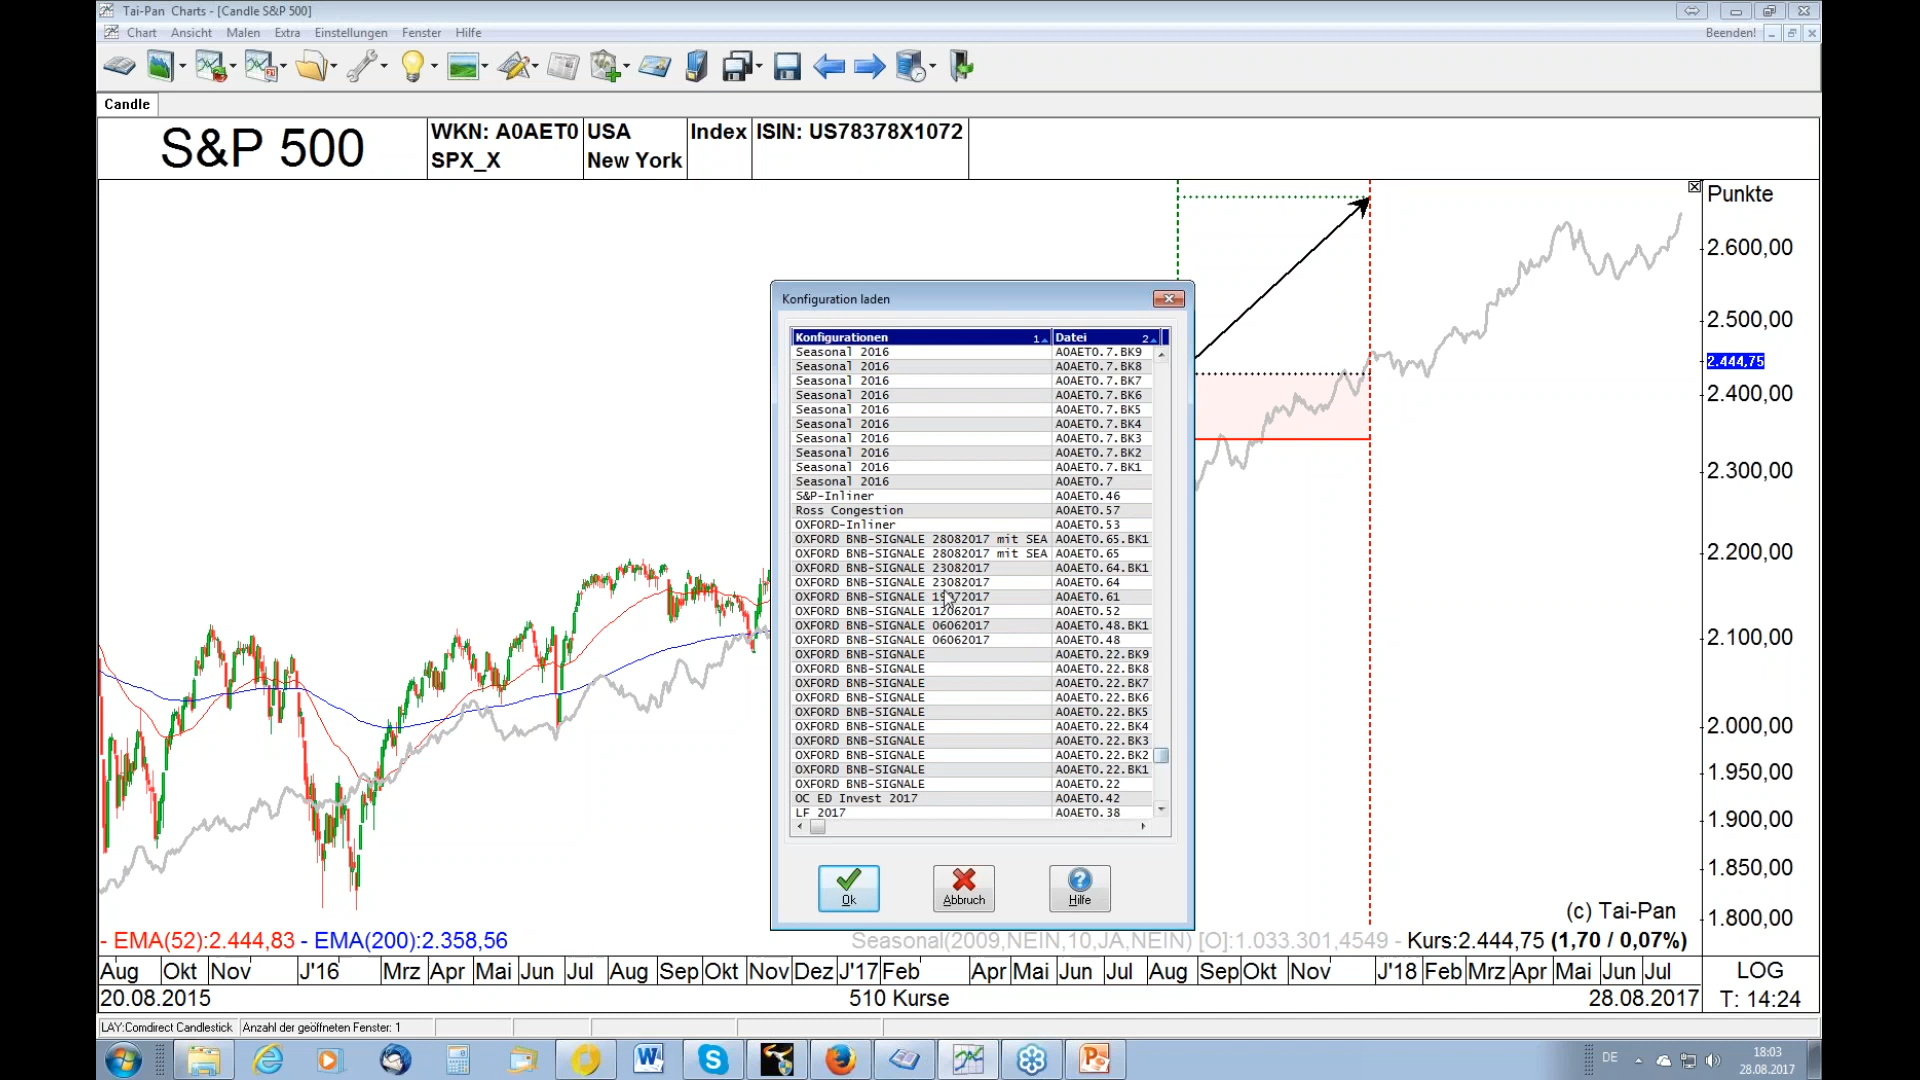 Tai-Pan Charts - [Candle S&P 500]
Chart Ansicht Malen Extra Einstellungen Fenster Hilfe Beenden!
Candle
S&P 500
WKN: A0AET0 USA Index ISIN: US78378X1072
SPX_X New York
Punkte
2.600,00
2.500,00
2.444,75
2.400,00
2.300,00
2.200,00
2.100,00
2.000,00
1.950,00
1.900,00
1.850,00
1.800,00
Konfiguration laden
Konfigurationen 1 Datei 2
Seasonal 2016 A0AET0.7.BK9
Seasonal 2016 A0AET0.7.BK8
Seasonal 2016 A0AET0.7.BK7
Seasonal 2016 A0AET0.7.BK6
Seasonal 2016 A0AET0.7.BK5
Seasonal 2016 A0AET0.7.BK4
Seasonal 2016 A0AET0.7.BK3
Seasonal 2016 A0AET0.7.BK2
Seasonal 2016 A0AET0.7.BK1
Seasonal 2016 A0AET0.7
S&P-Inliner A0AET0.46
Ross Congestion A0AET0.57
OXFORD-Inliner A0AET0.53
OXFORD BNB-SIGNALE 28082017 mit SEA A0AET0.65.BK1
OXFORD BNB-SIGNALE 28082017 mit SEA A0AET0.65
OXFORD BNB-SIGNALE 23082017 A0AET0.64.BK1
OXFORD BNB-SIGNALE 23082017 A0AET0.64
OXFORD BNB-SIGNALE A0AET0.61
OXFORD BNB-SIGNALE 12062017 A0AET0.52
OXFORD BNB-SIGNALE 06062017 A0AET0.48.BK1
OXFORD BNB-SIGNALE 06062017 A0AET0.48
OXFORD BNB-SIGNALE A0AET0.22.BK9
OXFORD BNB-SIGNALE A0AET0.22.BK8
OXFORD BNB-SIGNALE A0AET0.22.BK7
OXFORD BNB-SIGNALE A0AET0.22.BK6
OXFORD BNB-SIGNALE A0AET0.22.BK5
OXFORD BNB-SIGNALE A0AET0.22.BK4
OXFORD BNB-SIGNALE A0AET0.22.BK3
OXFORD BNB-SIGNALE A0AET0.22.BK2
OXFORD BNB-SIGNALE A0AET0.22.BK1
OXFORD BNB-SIGNALE A0AET0.22
OC ED Invest 2017 A0AET0.42
LF 2017 A0AET0.38
Ok Abbruch Hilfe
(c) Tai-Pan
- EMA(52):2.444,83 - EMA(200):2.358,56 Seasonal(2009,NEIN,10,JA,NEIN) [O]:1.033.301,4549 - Kurs:2.444,75 (1,70 / 0,07%)
Aug Okt Nov J'16 Mrz Apr Mai Jun Jul Aug Sep Okt Nov Dez J'17 Feb Apr Mai Jun Jul Aug Sep Okt Nov J'18 Feb Mrz Apr Mai Jun Jul LOG
20.08.2015 510 Kurse 28.08.2017 T: 14:24
LAY:Comdirect Candlestick Anzahl der geöffneten Fenster: 1
DE 18:03
28.08.2017